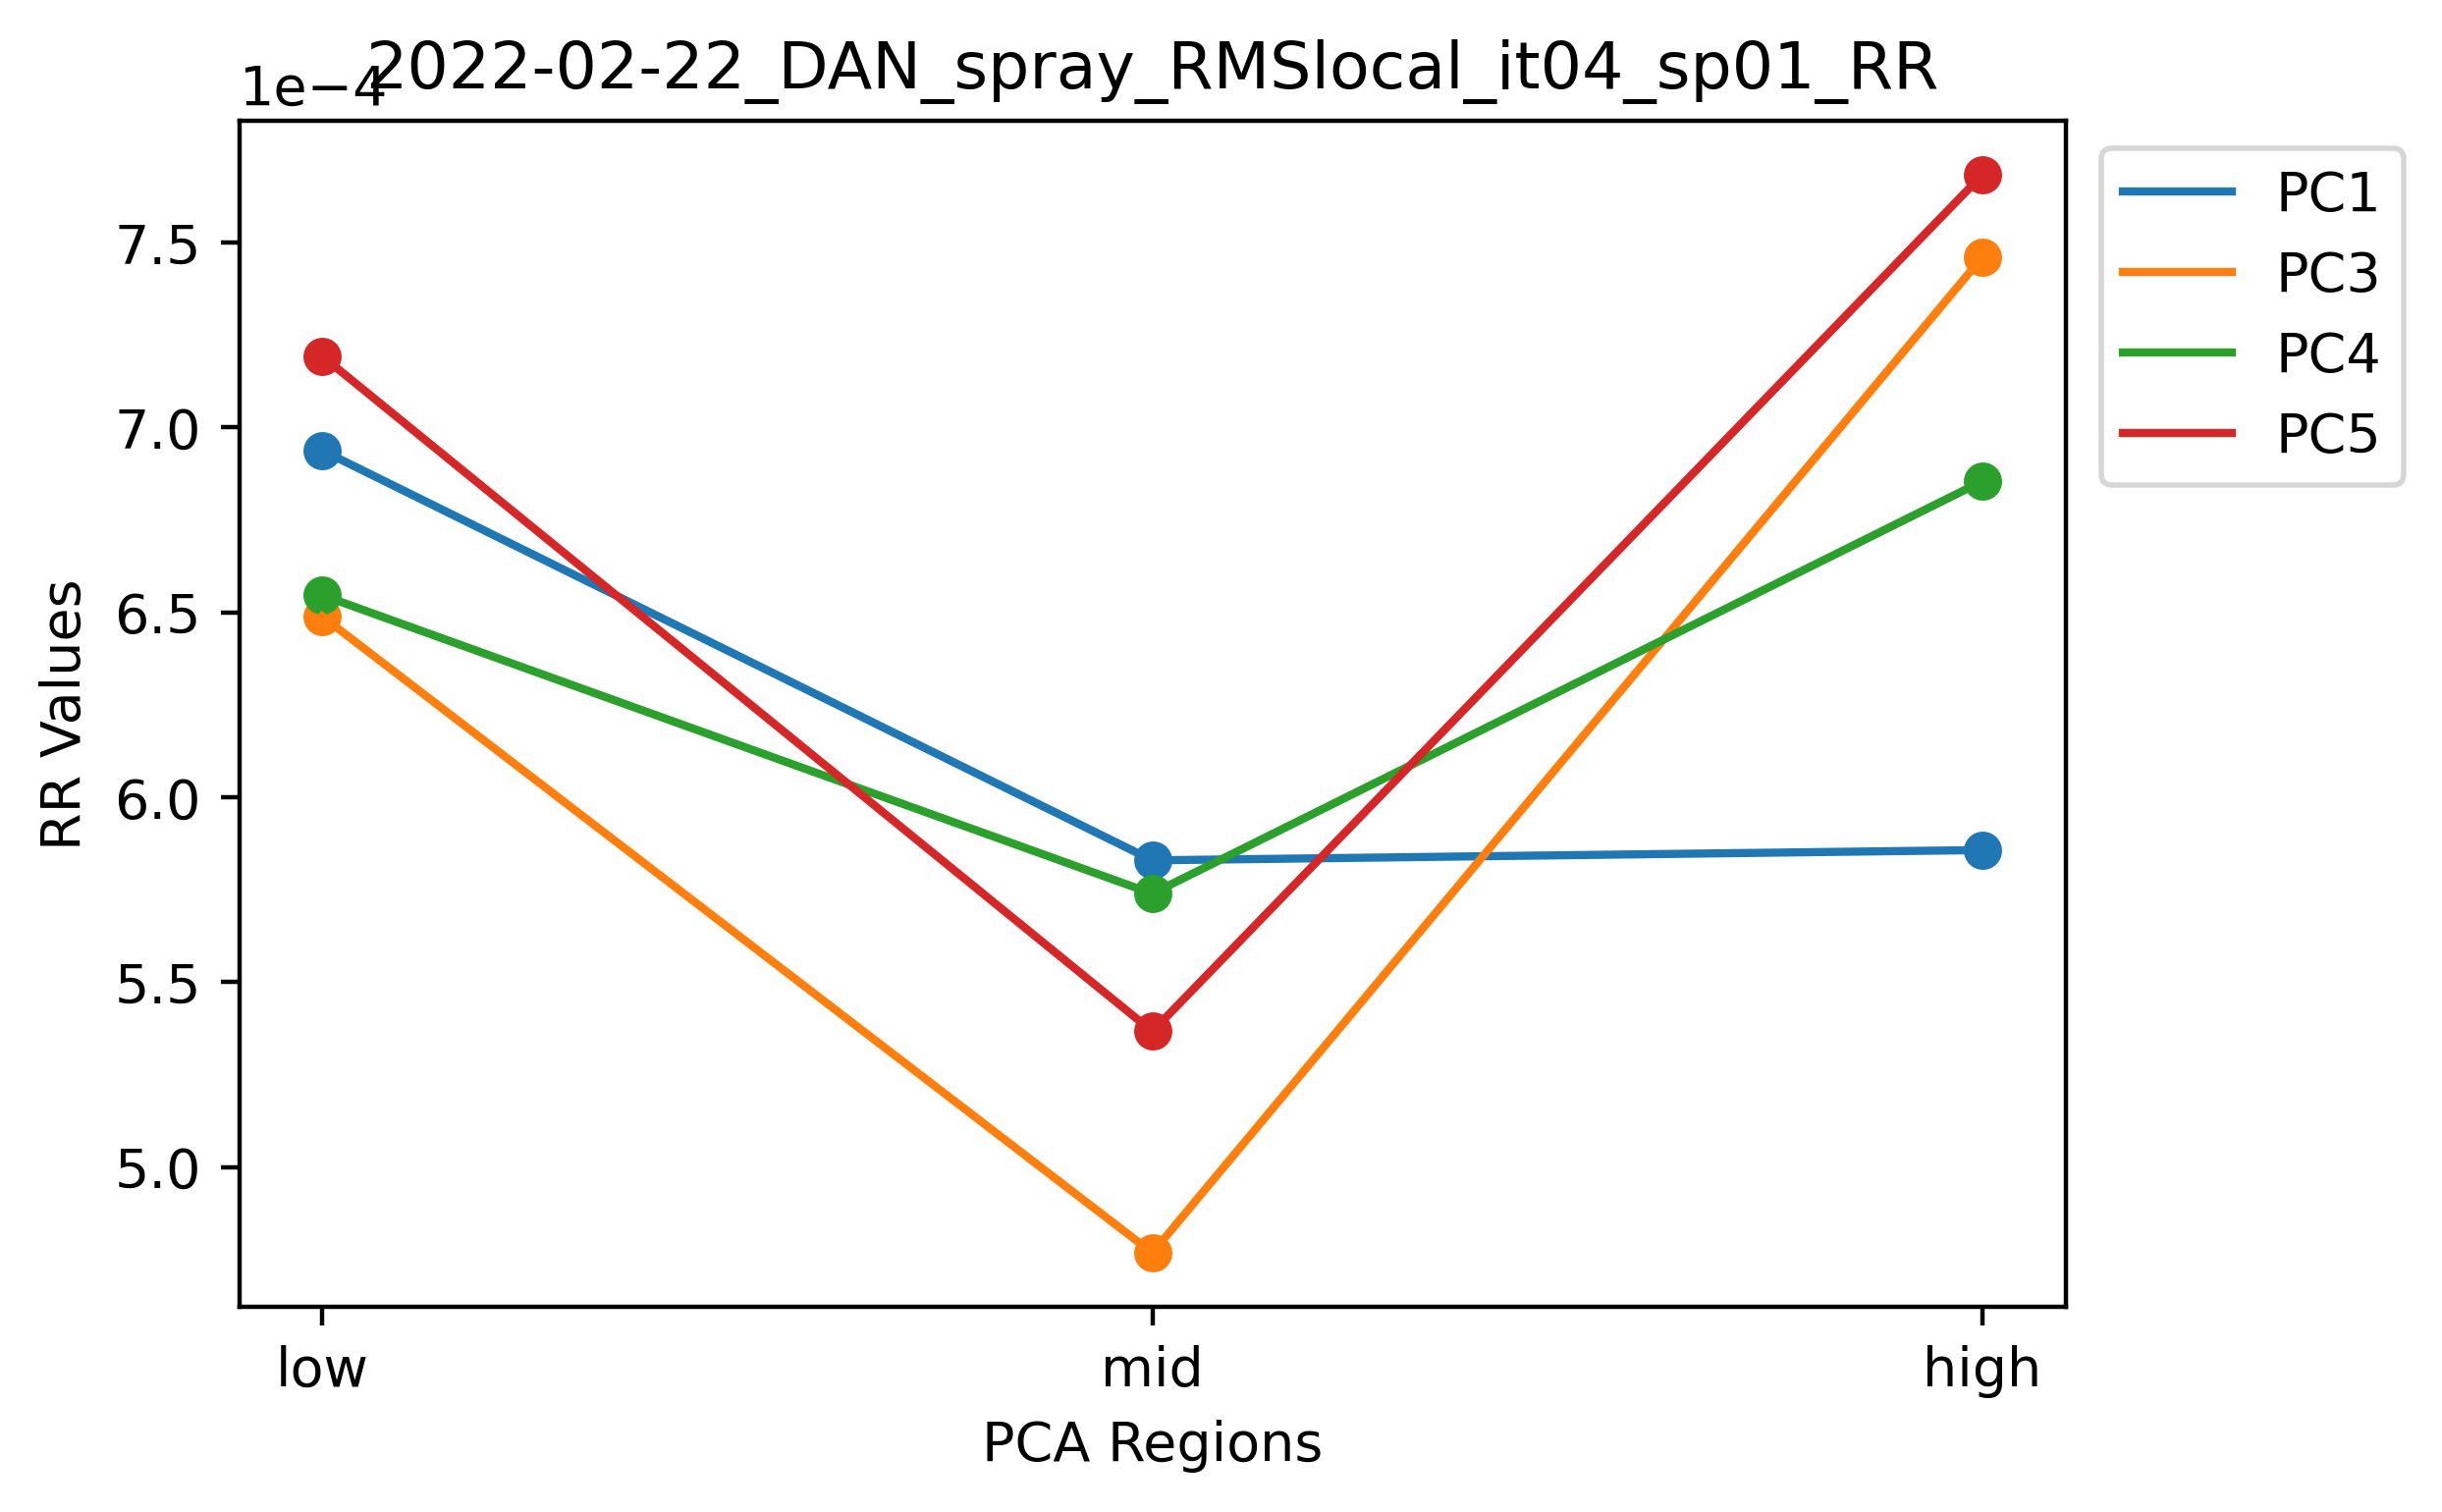 1e−4
2022-02-22_DAN_spray_RMSlocal_it04_sp01_RR
PC1
PC3
PC4
PC5
7.5
7.0
6.5
6.0
5.5
5.0
RR Values
low mid high
PCA Regions